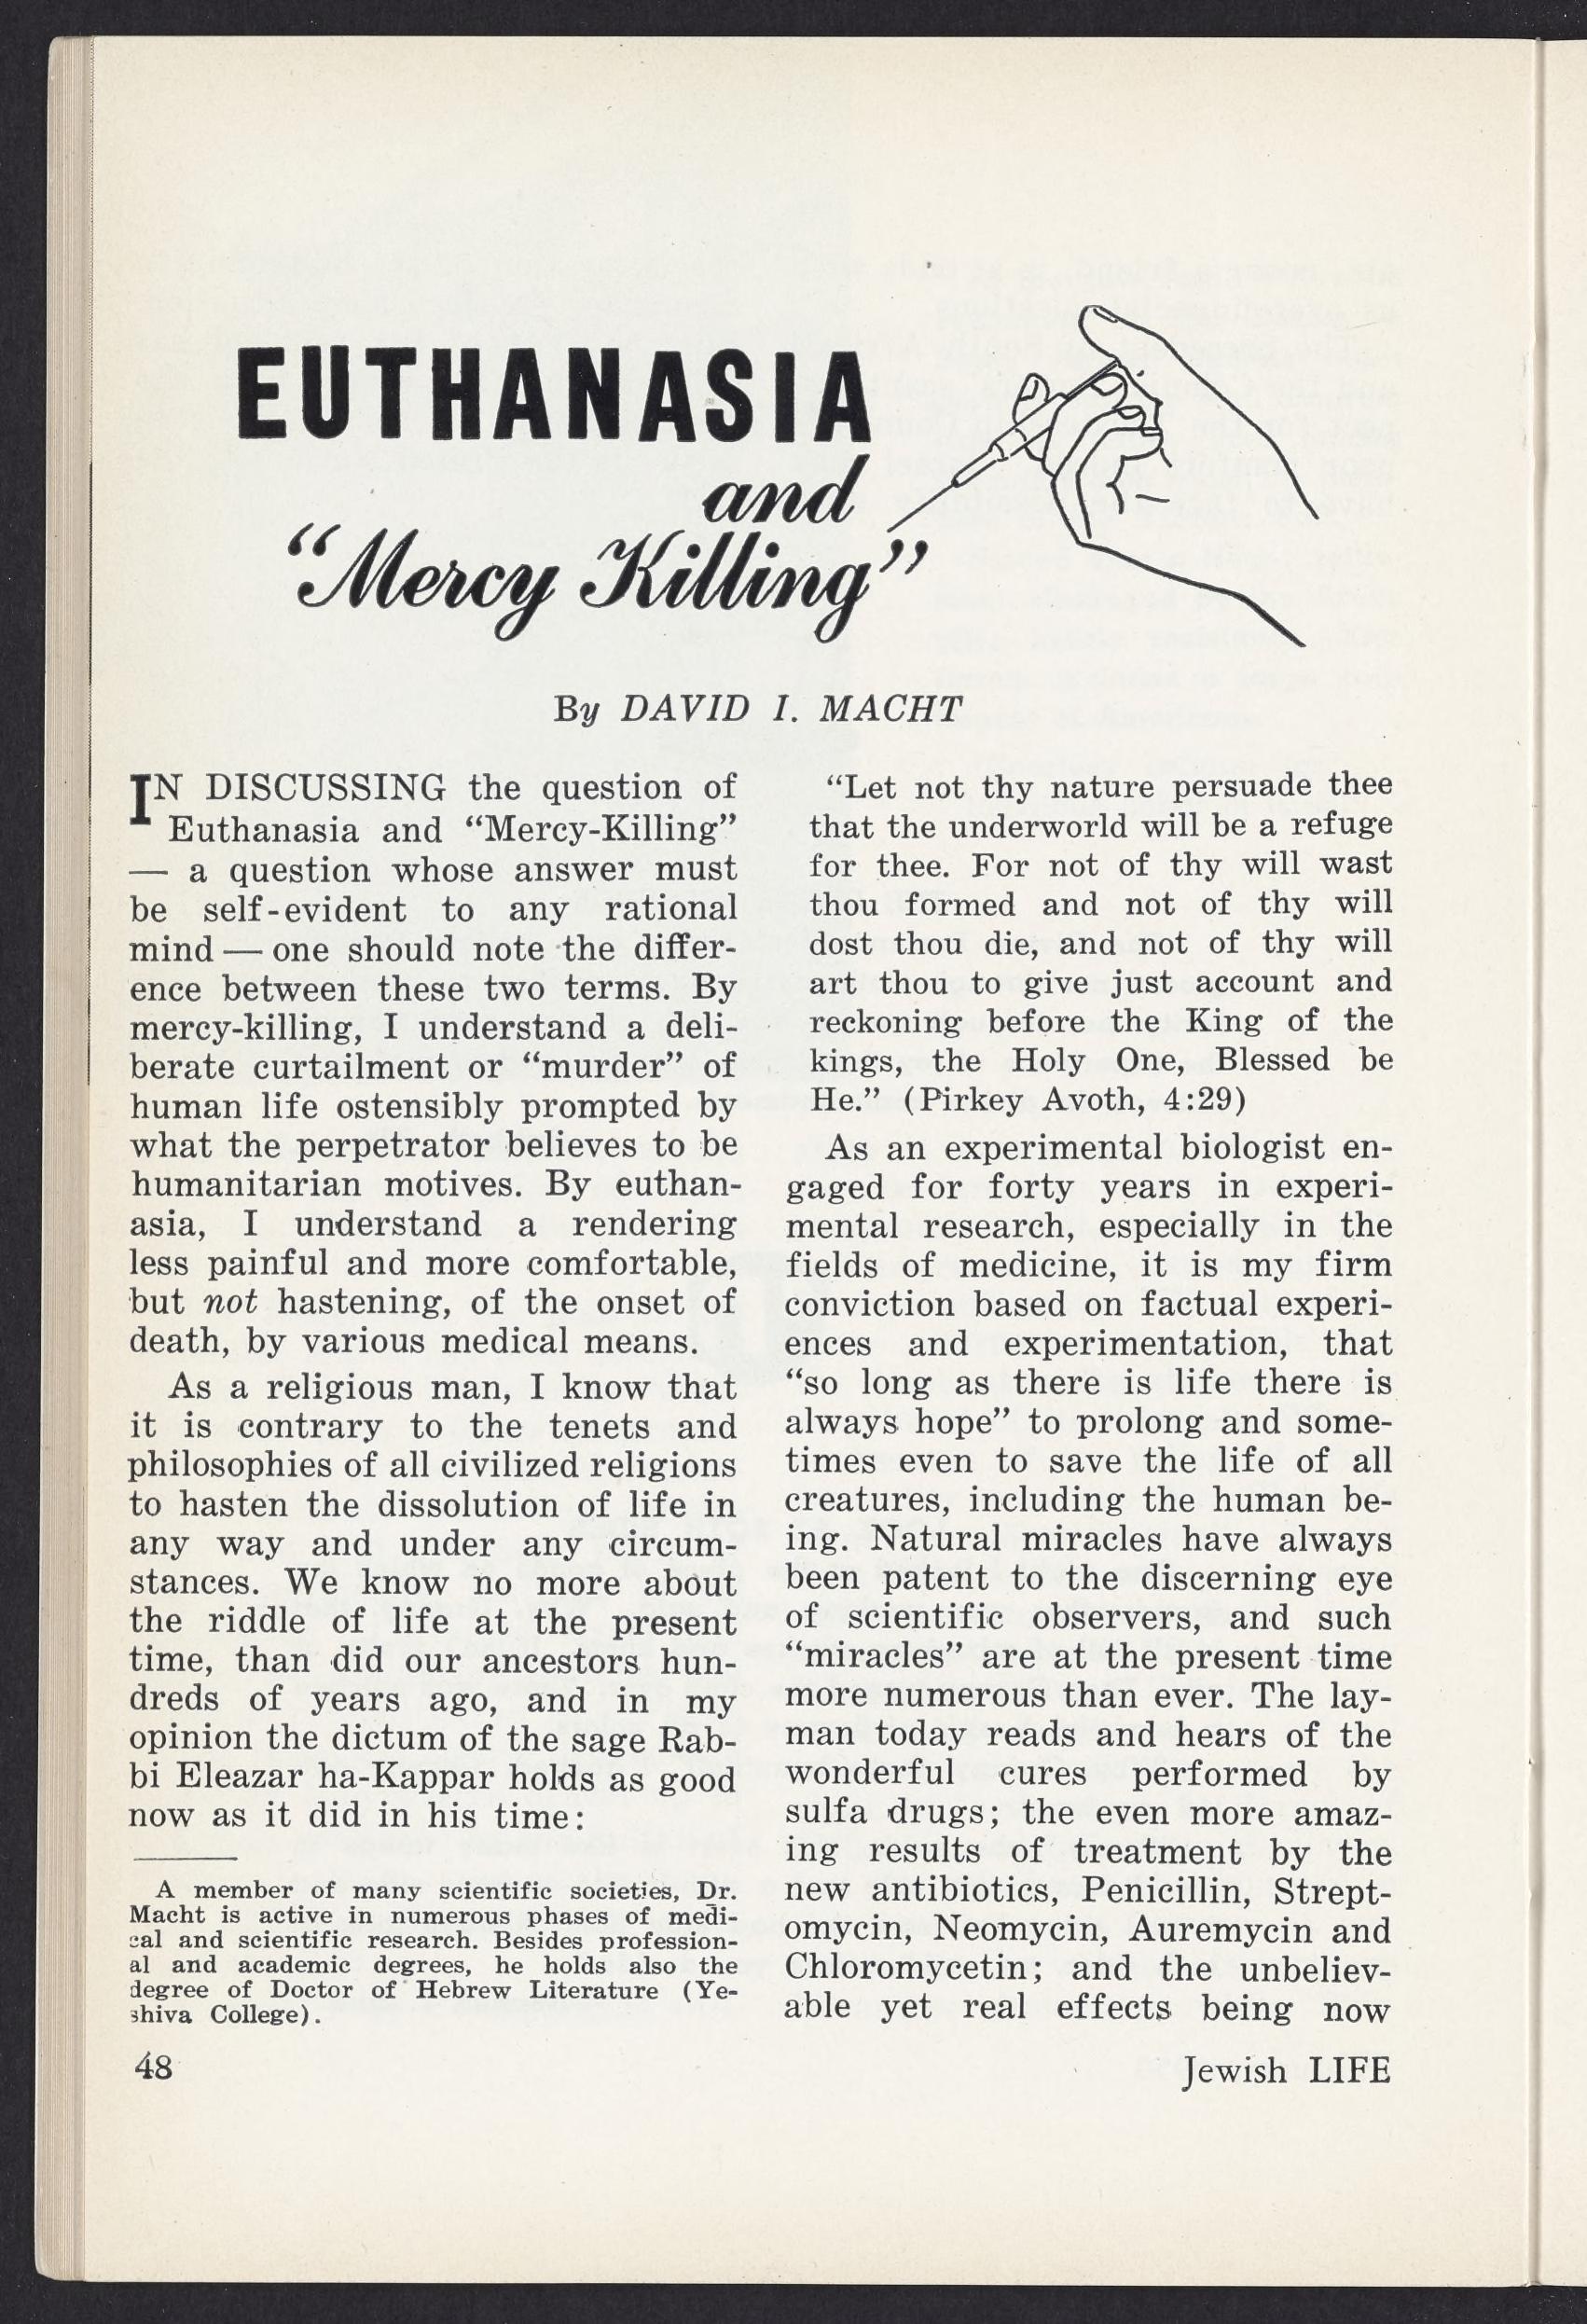 EUTHANASIA
and
“Mercy Killing”
By DAVID I. MACHT
IN DISCUSSING the question of
Euthanasia and “Mercy-Killing”
— a question whose answer must
be self-evident to any rational
mind — one should note the differ-
ence between these two terms. By
mercy-killing, I understand a deli-
berate curtailment or “murder” of
human life ostensibly prompted by
what the perpetrator believes to be
humanitarian motives. By euthan-
asia, I understand a rendering
less painful and more comfortable,
but not hastening, of the onset of
death, by various medical means.
As a religious man, I know that
it is contrary to the tenets and
philosophies of all civilized religions
to hasten the dissolution of life in
any way and under any circum-
stances. We know no more about
the riddle of life at the present
time, than did our ancestors hun-
dreds of years ago, and in my
opinion the dictum of the sage Rab-
bi Eleazar ha-Kappar holds as good
now as it did in his time:
A member of many scientific societies, Dr.
Macht is active in numerous phases of medi-
cal and scientific research. Besides profession-
al and academic degrees, he holds also the
degree of Doctor of Hebrew Literature (Ye-
shiva College).
“Let not thy nature persuade thee
that the underworld will be a refuge
for thee. For not of thy will wast
thou formed and not of thy will
dost thou die, and not of thy will
art thou to give just account and
reckoning before the King of the
kings, the Holy One, Blessed be
He.” (Pirkey Avoth, 4:29)
As an experimental biologist en-
gaged for forty years in experi-
mental research, especially in the
fields of medicine, it is my firm
conviction based on factual experi-
ences and experimentation, that
“so long as there is life there is
always hope” to prolong and some-
times even to save the life of all
creatures, including the human be-
ing. Natural miracles have always
been patent to the discerning eye
of scientific observers, and such
“miracles” are at the present time
more numerous than ever. The lay-
man today reads and hears of the
wonderful cures performed by
sulfa drugs; the even more amaz-
ing results of treatment by the
new antibiotics, Penicillin, Strept-
omycin, Neomycin, Auremycin and
Chloromycetin; and the unbeliev-
able yet real effects being now
48
Jewish LIFE